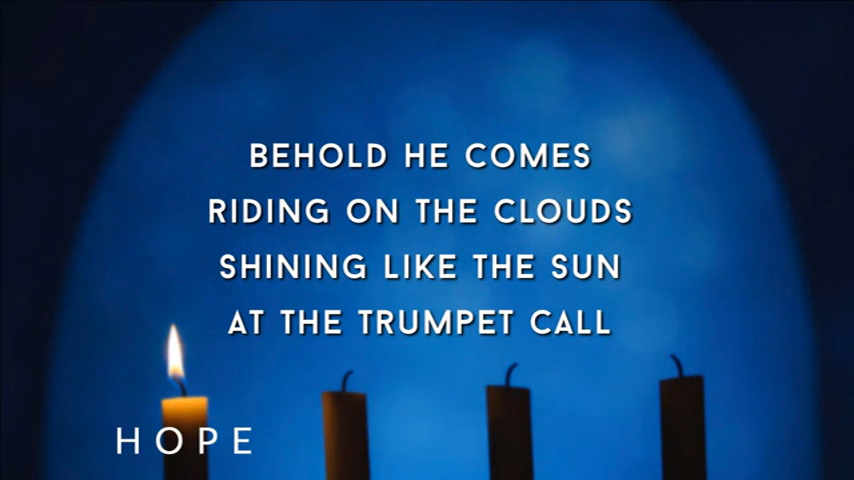 BEHOLD HE COMES
RIDING ON THE CLOUDS
SHINING LIKE THE SUN
AT THE TRUMPET CALL
HOPE